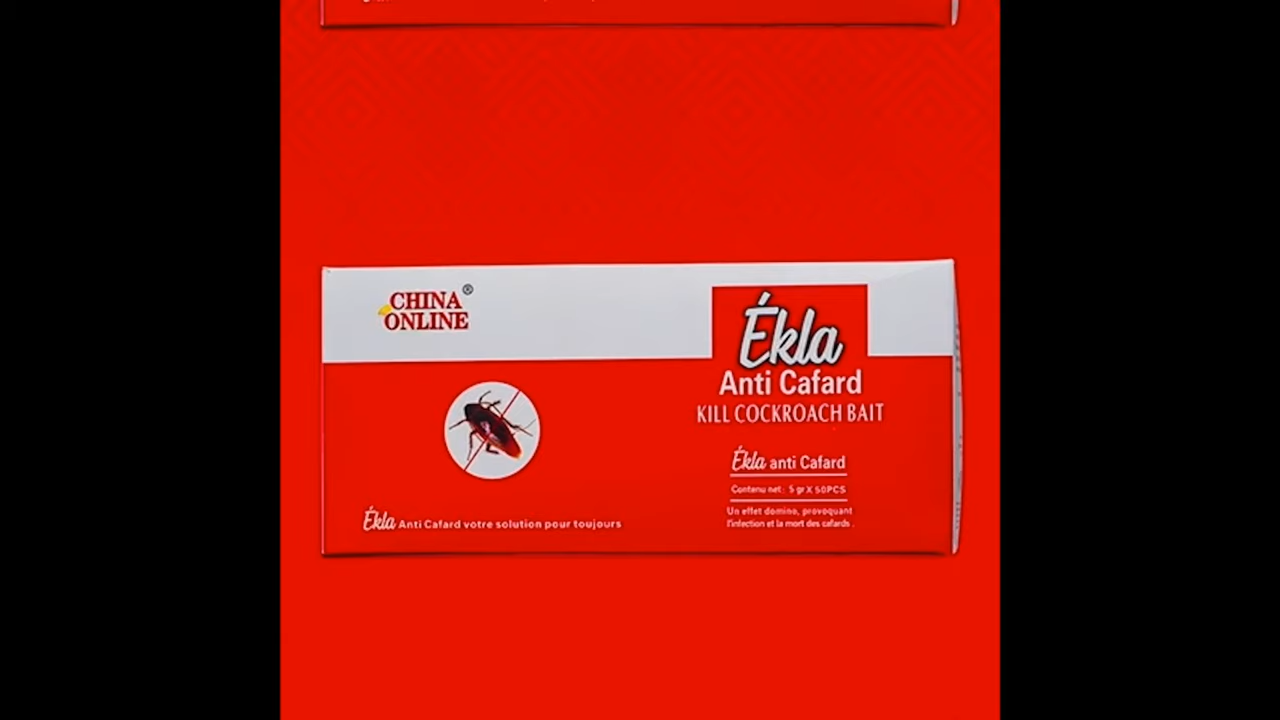 CHINA ®
ONLINE
Ékla
Anti Cafard
KILL COCKROACH BAIT
Ékla anti Cafard
Contenu net: 5 gr X 50PCS
Un effet domino, provoquant
l'infection et la mort des cafards .
Ékla Anti Cafard votre solution pour toujours